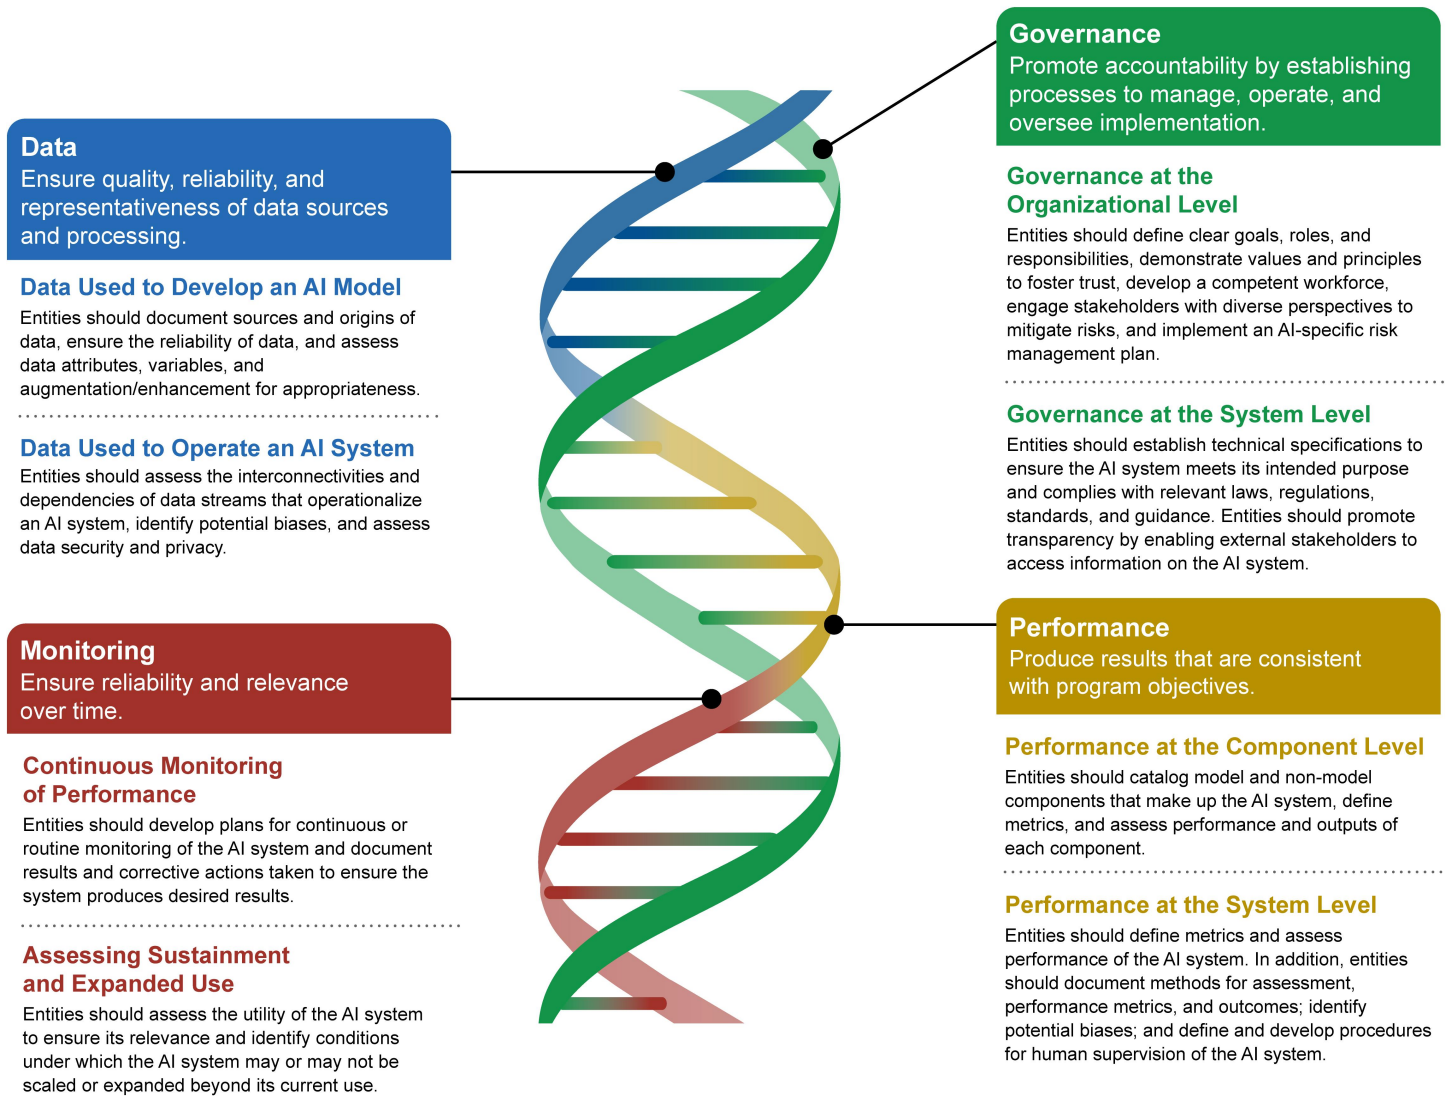 Data
Ensure quality, reliability, and
representativeness of data sources
and processing.
Data Used to Develop an AI Model
Entities should document sources and origins of
data, ensure the reliability of data, and assess
data attributes, variables, and
augmentation/enhancement for appropriateness.
Data Used to Operate an AI System
Entities should assess the interconnectivities and
dependencies of data streams that operationalize
an AI system, identify potential biases, and assess
data security and privacy.
Monitoring
Ensure reliability and relevance
over time.
Continuous Monitoring
of Performance
Entities should develop plans for continuous or
routine monitoring of the AI system and document
results and corrective actions taken to ensure the
system produces desired results.
Assessing Sustainment
and Expanded Use
Entities should assess the utility of the AI system
to ensure its relevance and identify conditions
under which the AI system may or may not be
scaled or expanded beyond its current use.
Governance
Promote accountability by establishing
processes to manage, operate, and
oversee implementation.
Governance at the
Organizational Level
Entities should define clear goals, roles, and
responsibilities, demonstrate values and principles
to foster trust, develop a competent workforce,
engage stakeholders with diverse perspectives to
mitigate risks, and implement an AI-specific risk
management plan.
Governance at the System Level
Entities should establish technical specifications to
ensure the AI system meets its intended purpose
and complies with relevant laws, regulations,
standards, and guidance. Entities should promote
transparency by enabling external stakeholders to
access information on the AI system.
Performance
Produce results that are consistent
with program objectives.
Performance at the Component Level
Entities should catalog model and non-model
components that make up the AI system, define
metrics, and assess performance and outputs of
each component.
Performance at the System Level
Entities should define metrics and assess
performance of the AI system. In addition, entities
should document methods for assessment,
performance metrics, and outcomes; identify
potential biases; and define and develop procedures
for human supervision of the AI system.